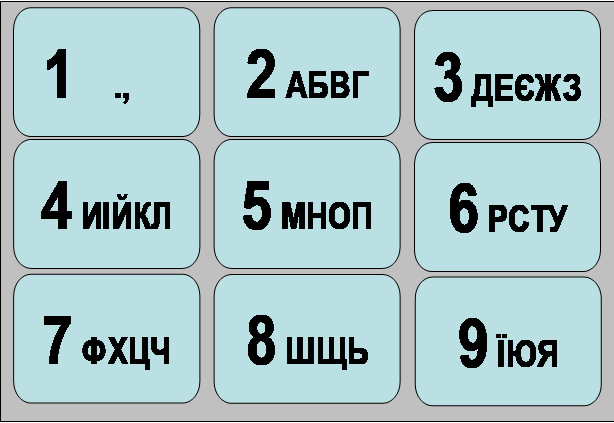 1 .,
2 АБВГ
3 ДЕЄЖЗ
4 ИІЙКЛ
5 МНОП
6 РСТУ
7 ФХЦЧ
8 ШЩЬ
9 ЇЮЯ